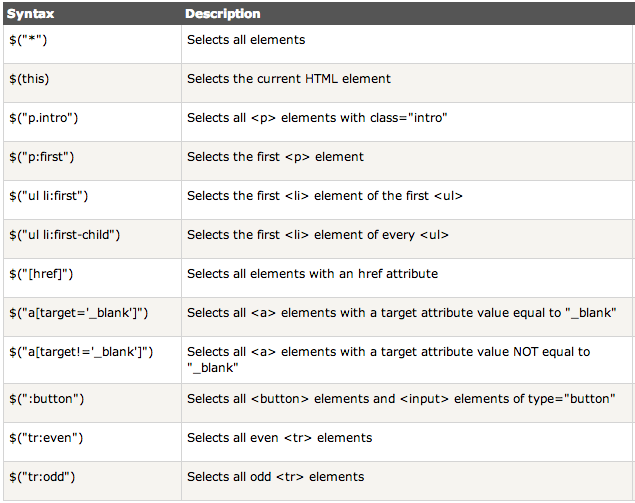 Syntax Description
$("*") Selects all elements
$(this) Selects the current HTML element
$("p.intro") Selects all <p> elements with class="intro"
$("p:first") Selects the first <p> element
$("ul li:first") Selects the first <li> element of the first <ul>
$("ul li:first-child") Selects the first <li> element of every <ul>
$("[href]") Selects all elements with an href attribute
$("a[target='_blank']") Selects all <a> elements with a target attribute value equal to "_blank"
$("a[target!='_blank']") Selects all <a> elements with a target attribute value NOT equal to
"_blank"
$(":button") Selects all <button> elements and <input> elements of type="button"
$("tr:even") Selects all even <tr> elements
$("tr:odd") Selects all odd <tr> elements